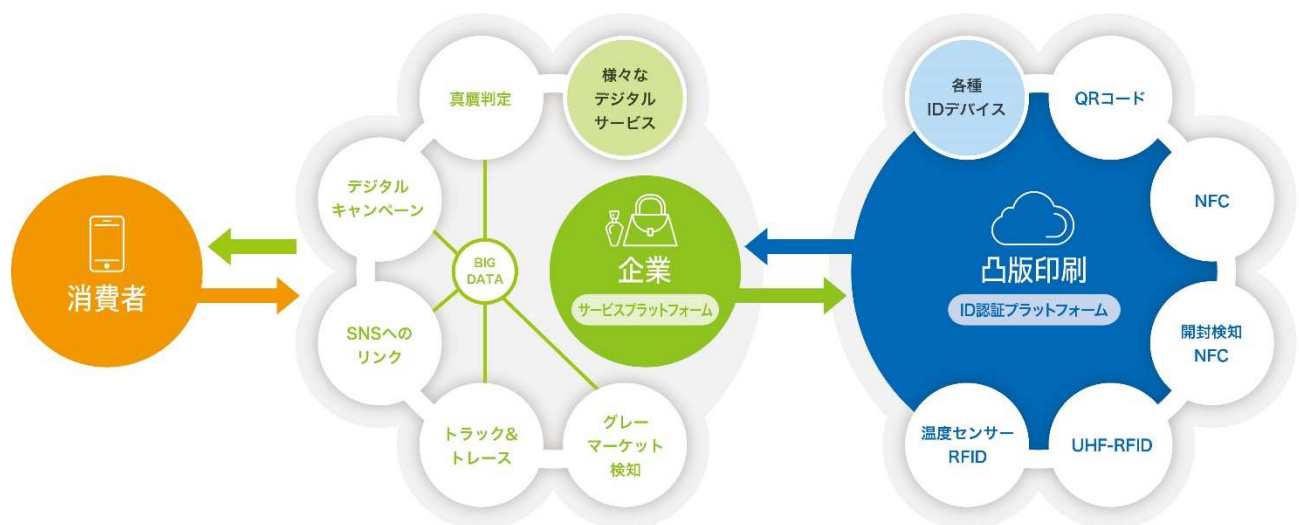 消費者
真贋判定
様々な
デジタル
サービス
デジタル
キャンペーン
BIG
DATA
SNSへの
リンク
トラック&
トレース
グレー
マーケット
検知
企業
サービスプラットフォーム
各種
IDデバイス
QRコード
NFC
凸版印刷
ID認証プラットフォーム
開封検知
NFC
温度センサー
RFID
UHF-RFID